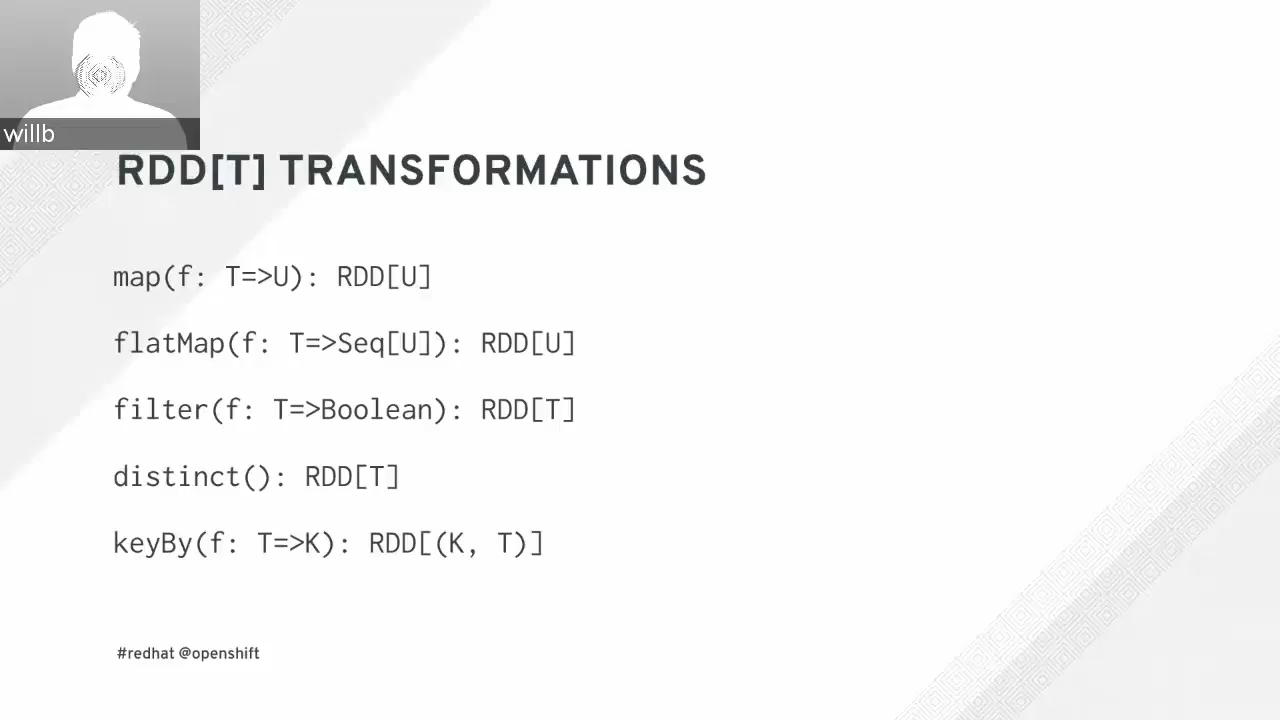 willb
RDD[T] TRANSFORMATIONS
map(f: T=>U): RDD[U]
flatMap(f: T=>Seq[U]): RDD[U]
filter(f: T=>Boolean): RDD[T]
distinct(): RDD[T]
keyBy(f: T=>K): RDD[(K, T)]
#redhat @openshift